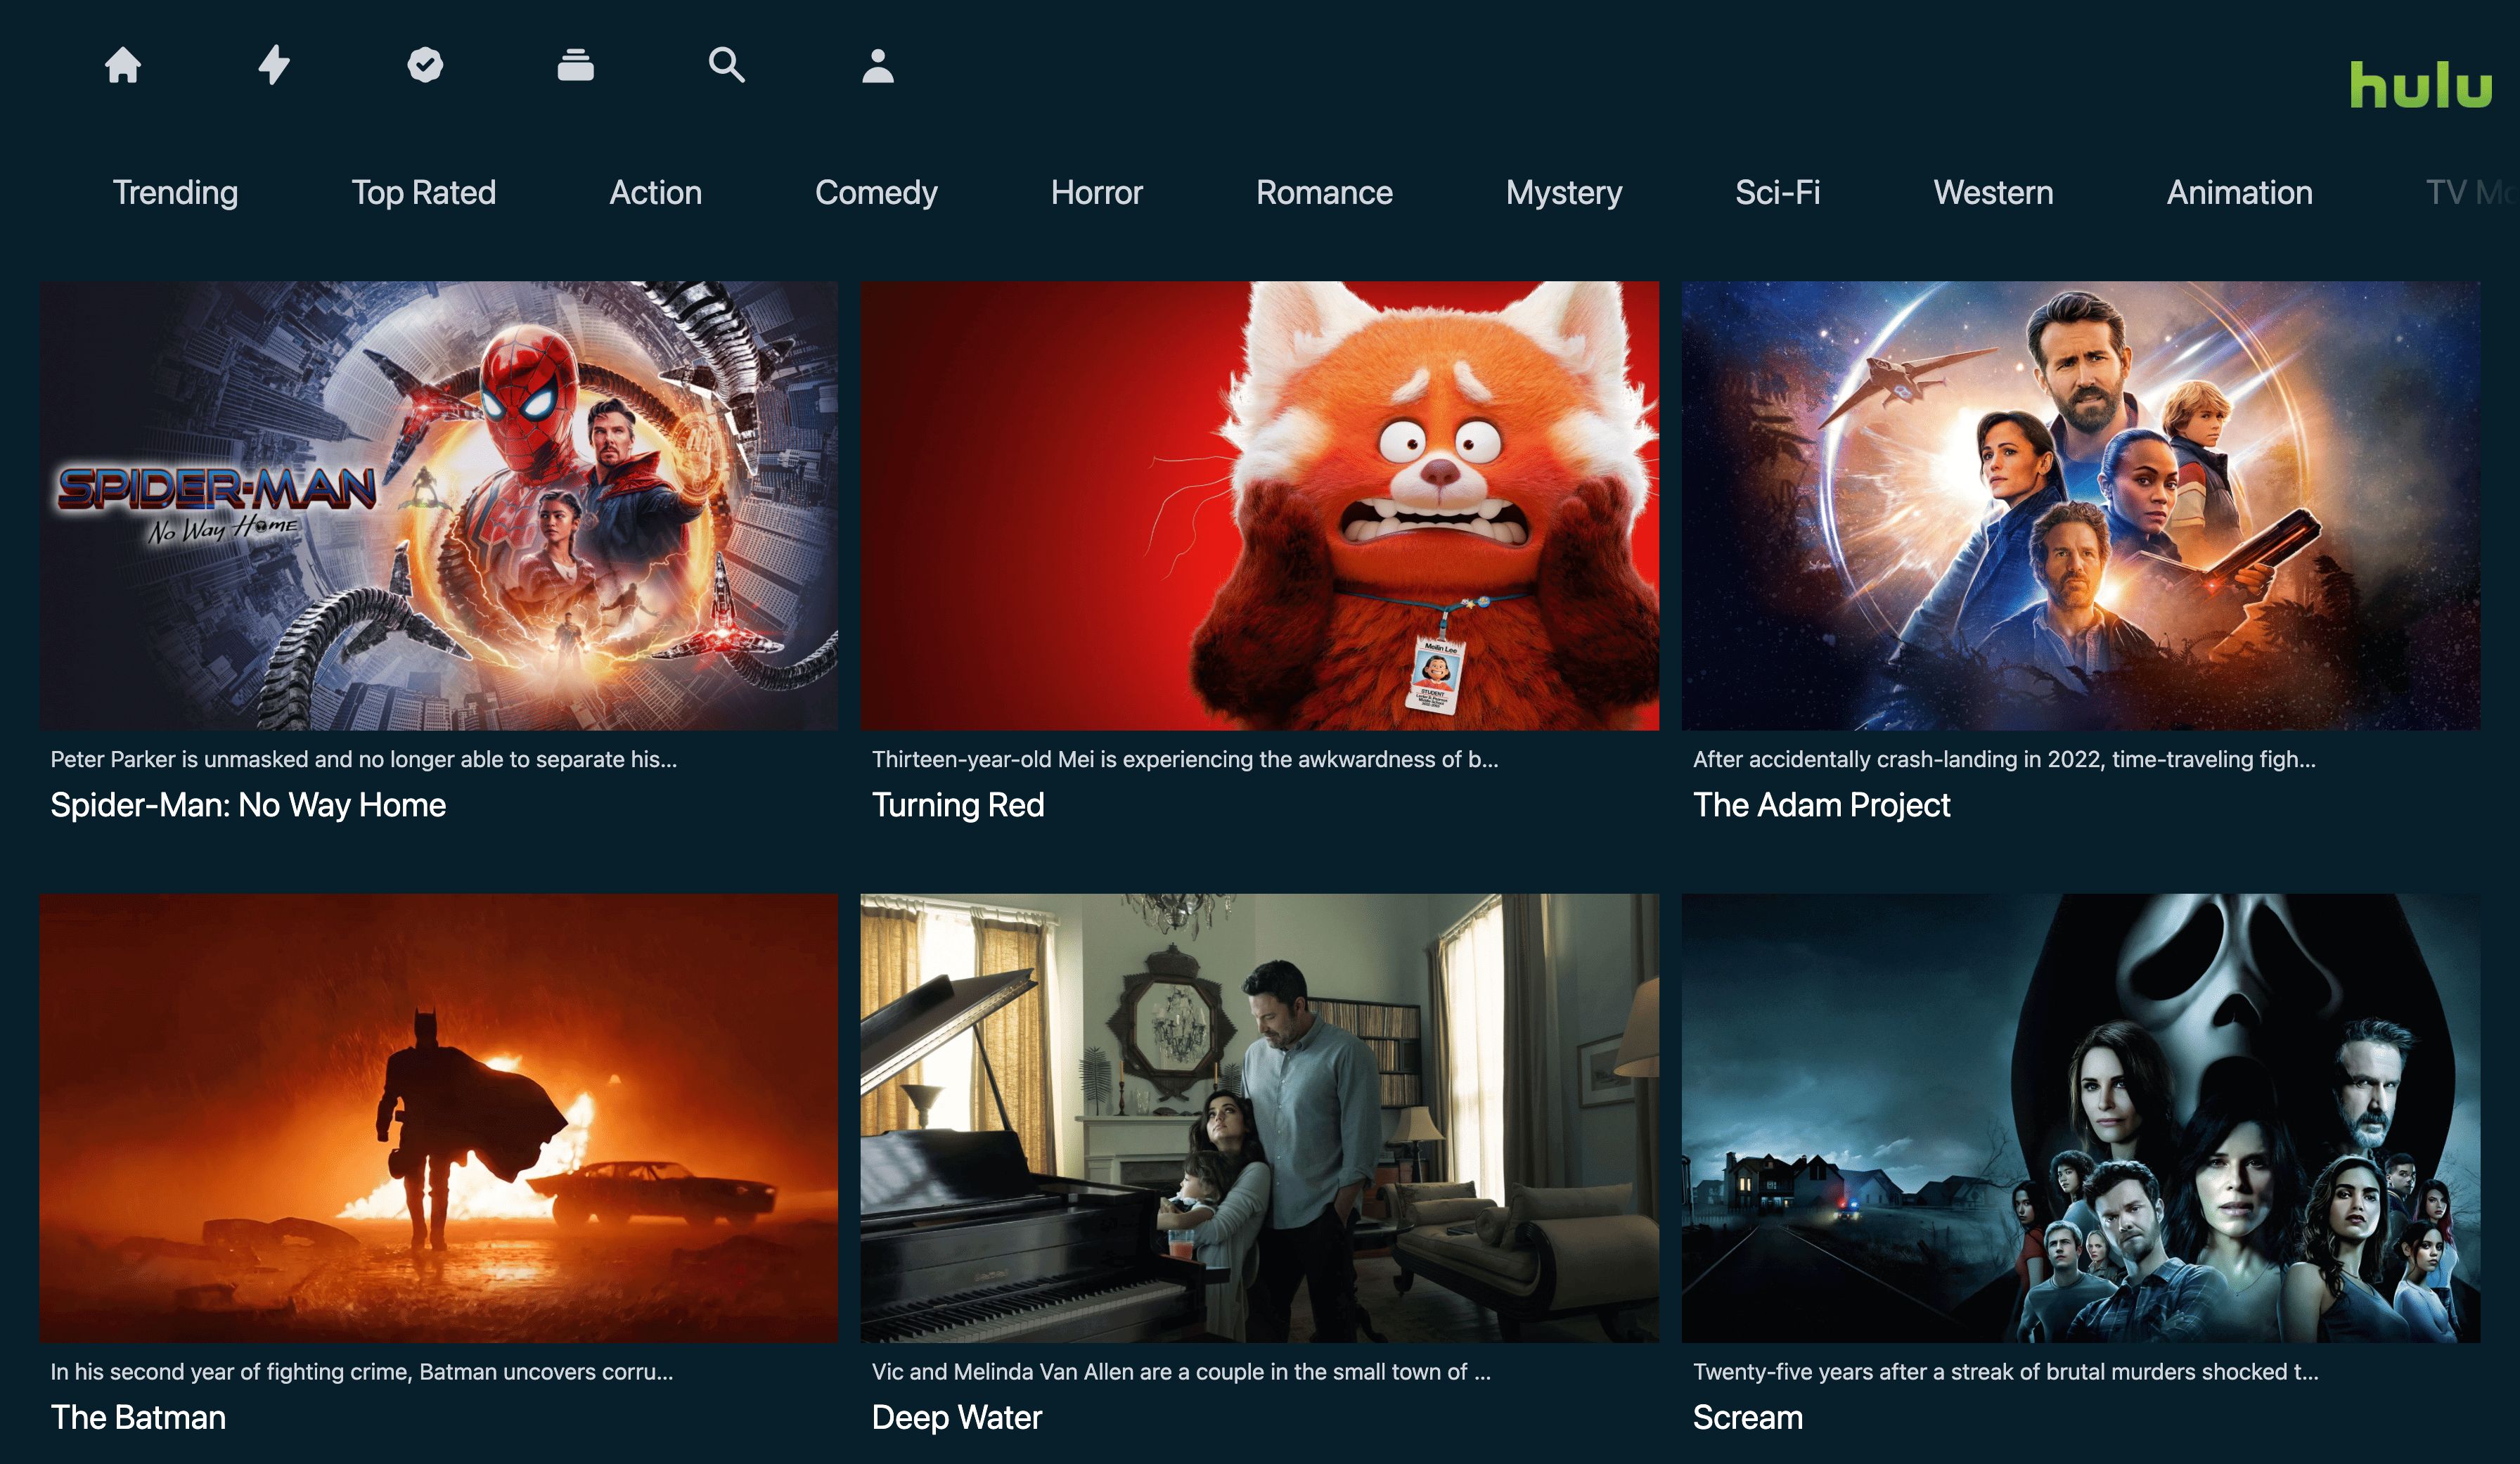 hulu
Trending Top Rated Action Comedy Horror Romance Mystery Sci-Fi Western Animation TV
SPIDER-MAN
No Way Home
Meilin Lee
STUDENT
Peter Parker is unmasked and no longer able to separate his...
Thirteen-year-old Mei is experiencing the awkwardness of b...
After accidentally crash-landing in 2022, time-traveling figh...
Spider-Man: No Way Home
Turning Red
The Adam Project
In his second year of fighting crime, Batman uncovers corru...
Vic and Melinda Van Allen are a couple in the small town of ...
Twenty-five years after a streak of brutal murders shocked t...
The Batman
Deep Water
Scream